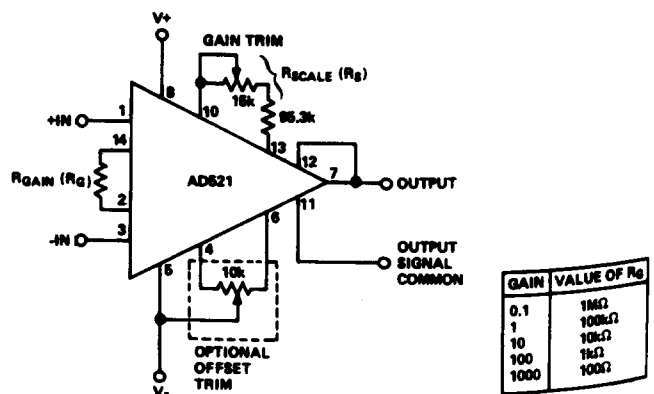 V+
GAIN TRIM
RSCALE (RS)
15k
95.3k
8
10
+IN
1
14
13
12
RGAIN (RG)
AD521
7
OUTPUT
2
11
-IN
3
6
4
5
10k
OUTPUT
SIGNAL
COMMON
OPTIONAL
OFFSET
TRIM
V-
GAIN VALUE OF RG
0.1 1MΩ
1 100kΩ
10 10kΩ
100 1kΩ
1000 100Ω